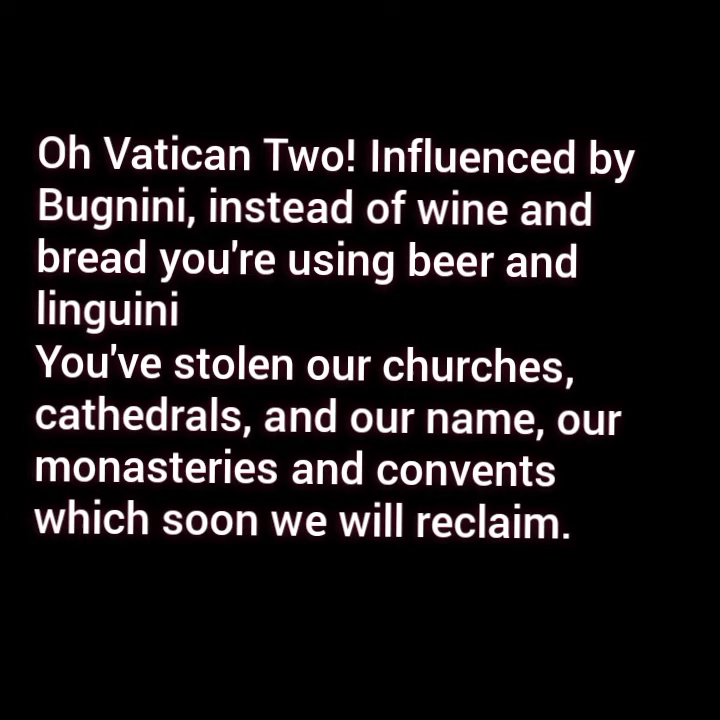 Oh Vatican Two! Influenced by
Bugnini, instead of wine and
bread you're using beer and
linguini
You've stolen our churches,
cathedrals, and our name, our
monasteries and convents
which soon we will reclaim.